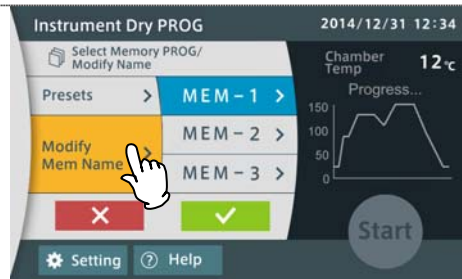 Instrument Dry PROG
2014/12/31 12:34
Select Memory PROG/
Modify Name
Presets >
Modify
Mem Name >
MEM-1 >
MEM-2 >
MEM-3 >
Setting
? Help
Chamber
Temp
12℃
Progress...
150
100
50
0
Start